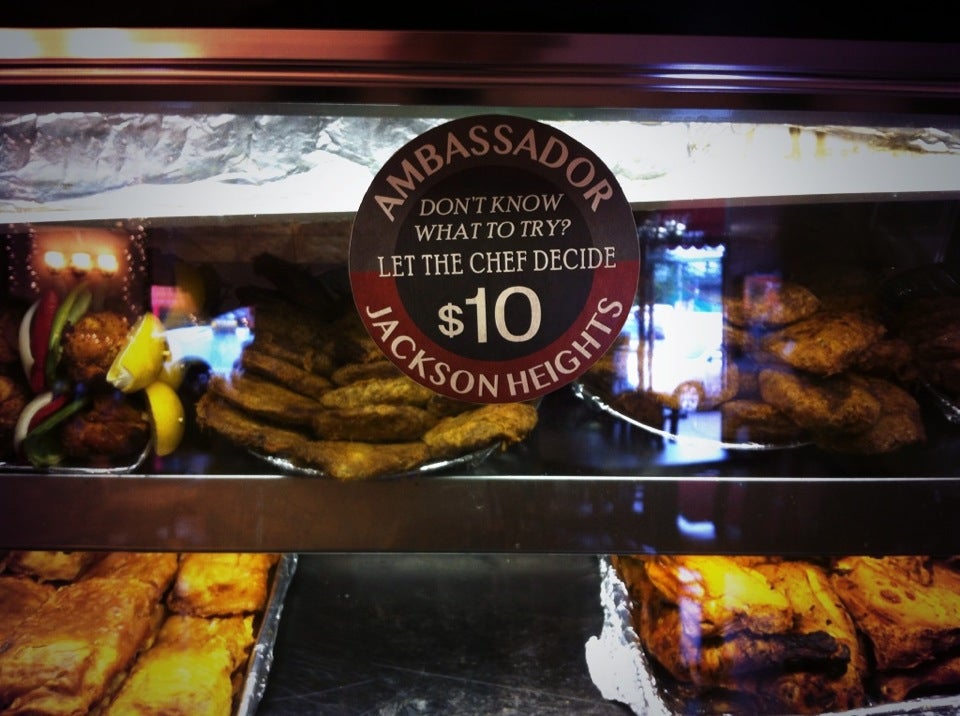 AMBASSADOR
DON'T KNOW
WHAT TO TRY?
LET THE CHEF DECIDE
$10
JACKSON HEIGHTS